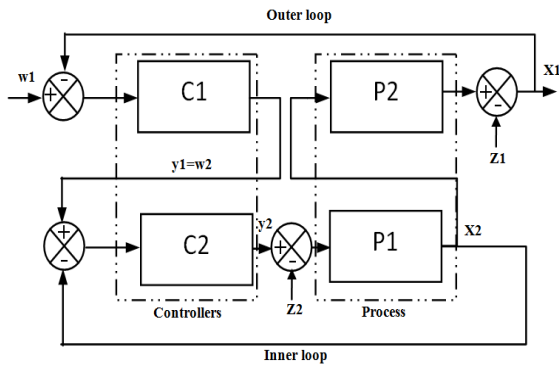 Outer loop
w1
-
+
C1
P2
+
-
X1
Z1
y1=w2
+
-
C2
y2
+
-
P1
X2
Z2
Controllers
Process
Inner loop